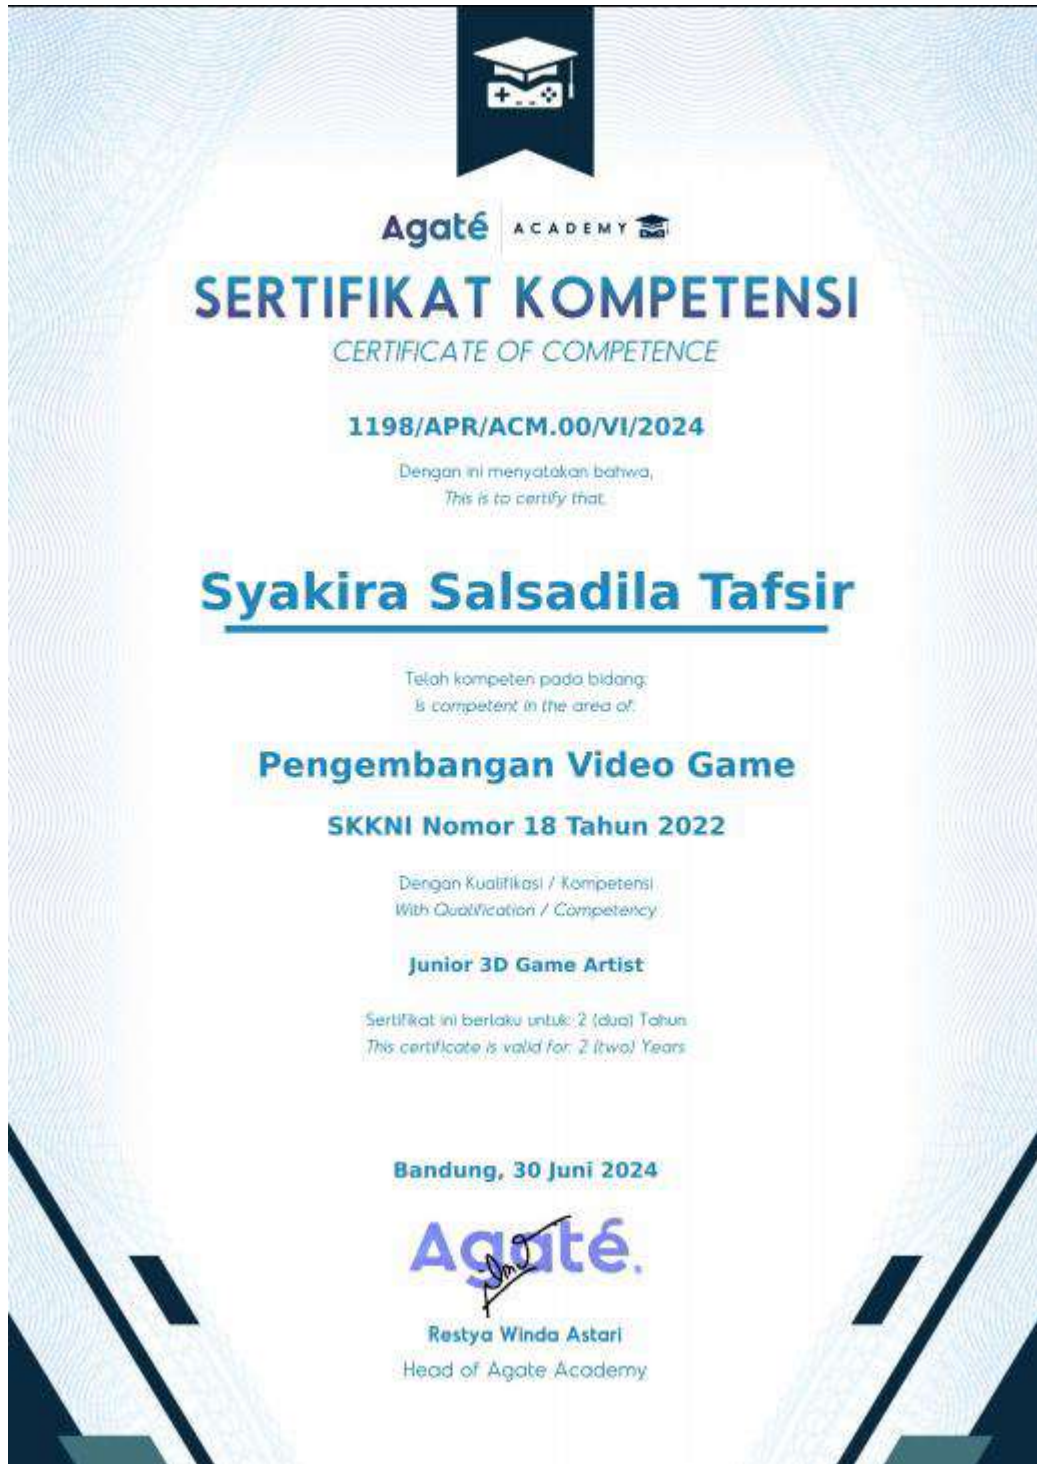 Agaté ACADEMY
SERTIFIKAT KOMPETENSI
CERTIFICATE OF COMPETENCE
1198/APR/ACM.00/VI/2024
Dengan ini menyatakan bahwa,
This is to certify that,
Syakira Salsadila Tafsir
Telah kompeten pada bidang:
Is competent in the area of:
Pengembangan Video Game
SKKNI Nomor 18 Tahun 2022
Dengan Kualifikasi / Kompetensi
With Qualification / Competency
Junior 3D Game Artist
Sertifikat ini berlaku untuk: 2 (dua) Tahun
This certificate is valid for: 2 (two) Years
Bandung, 30 Juni 2024
Agaté.
Restya Winda Astari
Head of Agate Academy